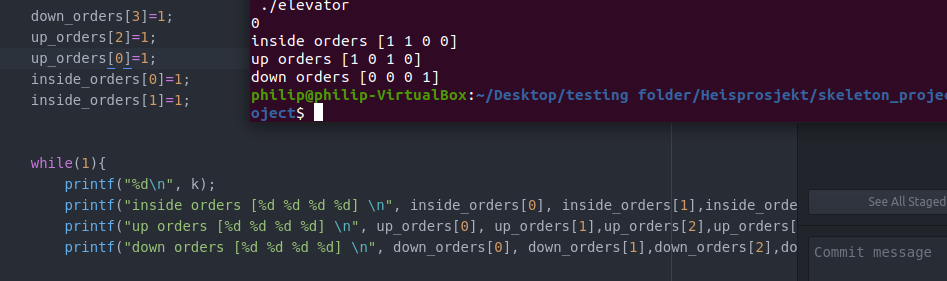 down_orders[3]=1;
up_orders[2]=1;
up_orders[0]=1;
inside_orders[0]=1;
inside_orders[1]=1;
while(1){
printf("%d\n", k);
printf("inside orders [%d %d %d %d] \n", inside_orders[0], inside_orders[1],inside_orde
printf("up orders [%d %d %d %d] \n", up_orders[0], up_orders[1],up_orders[2],up_orders[
printf("down orders [%d %d %d %d] \n", down_orders[0], down_orders[1],down_orders[2],do
./elevator
0
inside orders [1 1 0 0]
up orders [1 0 1 0]
down orders [0 0 0 1]
philip@philip-VirtualBox:~/Desktop/testing folder/Heisprosjekt/skeleton_proje
oject$
See All Staged
Commit message